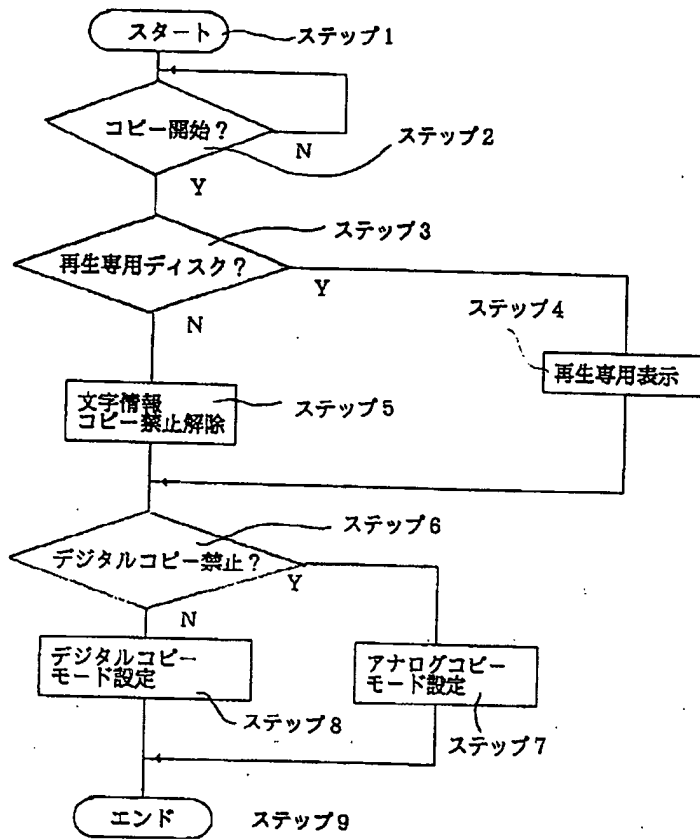 スタート
ステップ1
コピー開始？
ステップ2
N
Y
ステップ3
再生専用ディスク？
Y
ステップ4
N
再生専用表示
文字情報
コピー禁止解除
ステップ5
ステップ6
デジタルコピー禁止？
Y
N
デジタルコピー
モード設定
アナログコピー
モード設定
ステップ8
ステップ7
エンド
ステップ9